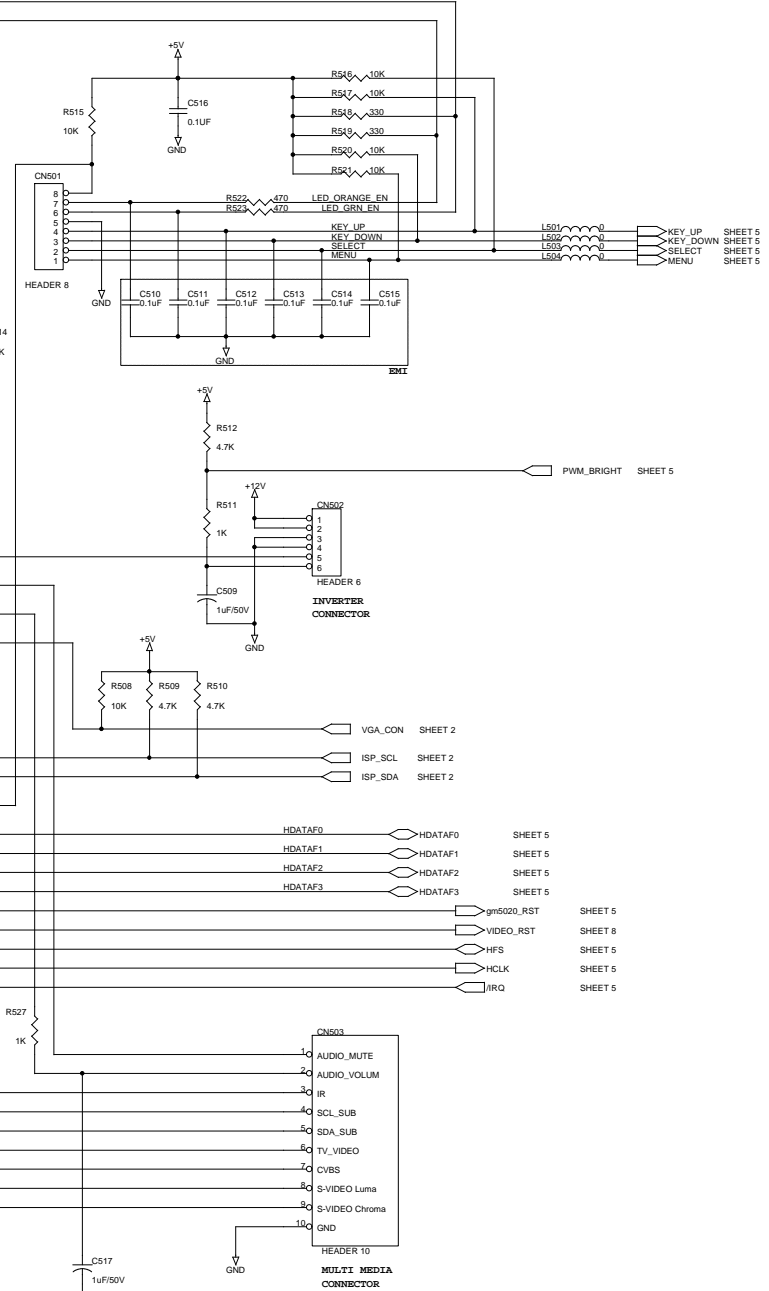 +5V
R516 10K
R517 10K
R518 330
R519 330
R520 10K
R521 10K
R515
10K
C516
0.1UF
GND
CN501
8
7
6
5
4
3
2
1
HEADER 8
R522 470 LED_ORANGE_EN
R523 470 LED_GRN_EN
KEY_UP
KEY_DOWN
SELECT
MENU
L501 0 KEY_UP SHEET 5
L502 0 KEY_DOWN SHEET 5
L503 0 SELECT SHEET 5
L504 0 MENU SHEET 5
GND
C510 0.1uF
C511 0.1uF
C512 0.1uF
C513 0.1uF
C514 0.1uF
C515 0.1uF
GND
EMI
14
K
+5V
R512
4.7K
PWM_BRIGHT SHEET 5
R511
1K
+12V
CN502
1
2
3
4
5
6
HEADER 6
INVERTER
CONNECTOR
C509
1uF/50V
GND
+5V
R508
10K
R509
4.7K
R510
4.7K
VGA_CON SHEET 2
ISP_SCL SHEET 2
ISP_SDA SHEET 2
HDATAF0 HDATAF0 SHEET 5
HDATAF1 HDATAF1 SHEET 5
HDATAF2 HDATAF2 SHEET 5
HDATAF3 HDATAF3 SHEET 5
gm5020_RST SHEET 5
VIDEO_RST SHEET 8
HFS SHEET 5
HCLK SHEET 5
/IRQ SHEET 5
R527
1K
CN503
1 AUDIO_MUTE
2 AUDIO_VOLUM
3 IR
4 SCL_SUB
5 SDA_SUB
6 TV_VIDEO
7 CVBS
8 S-VIDEO Luma
9 S-VIDEO Chroma
10 GND
HEADER 10
GND
MULTI MEDIA
CONNECTOR
C517
1uF/50V